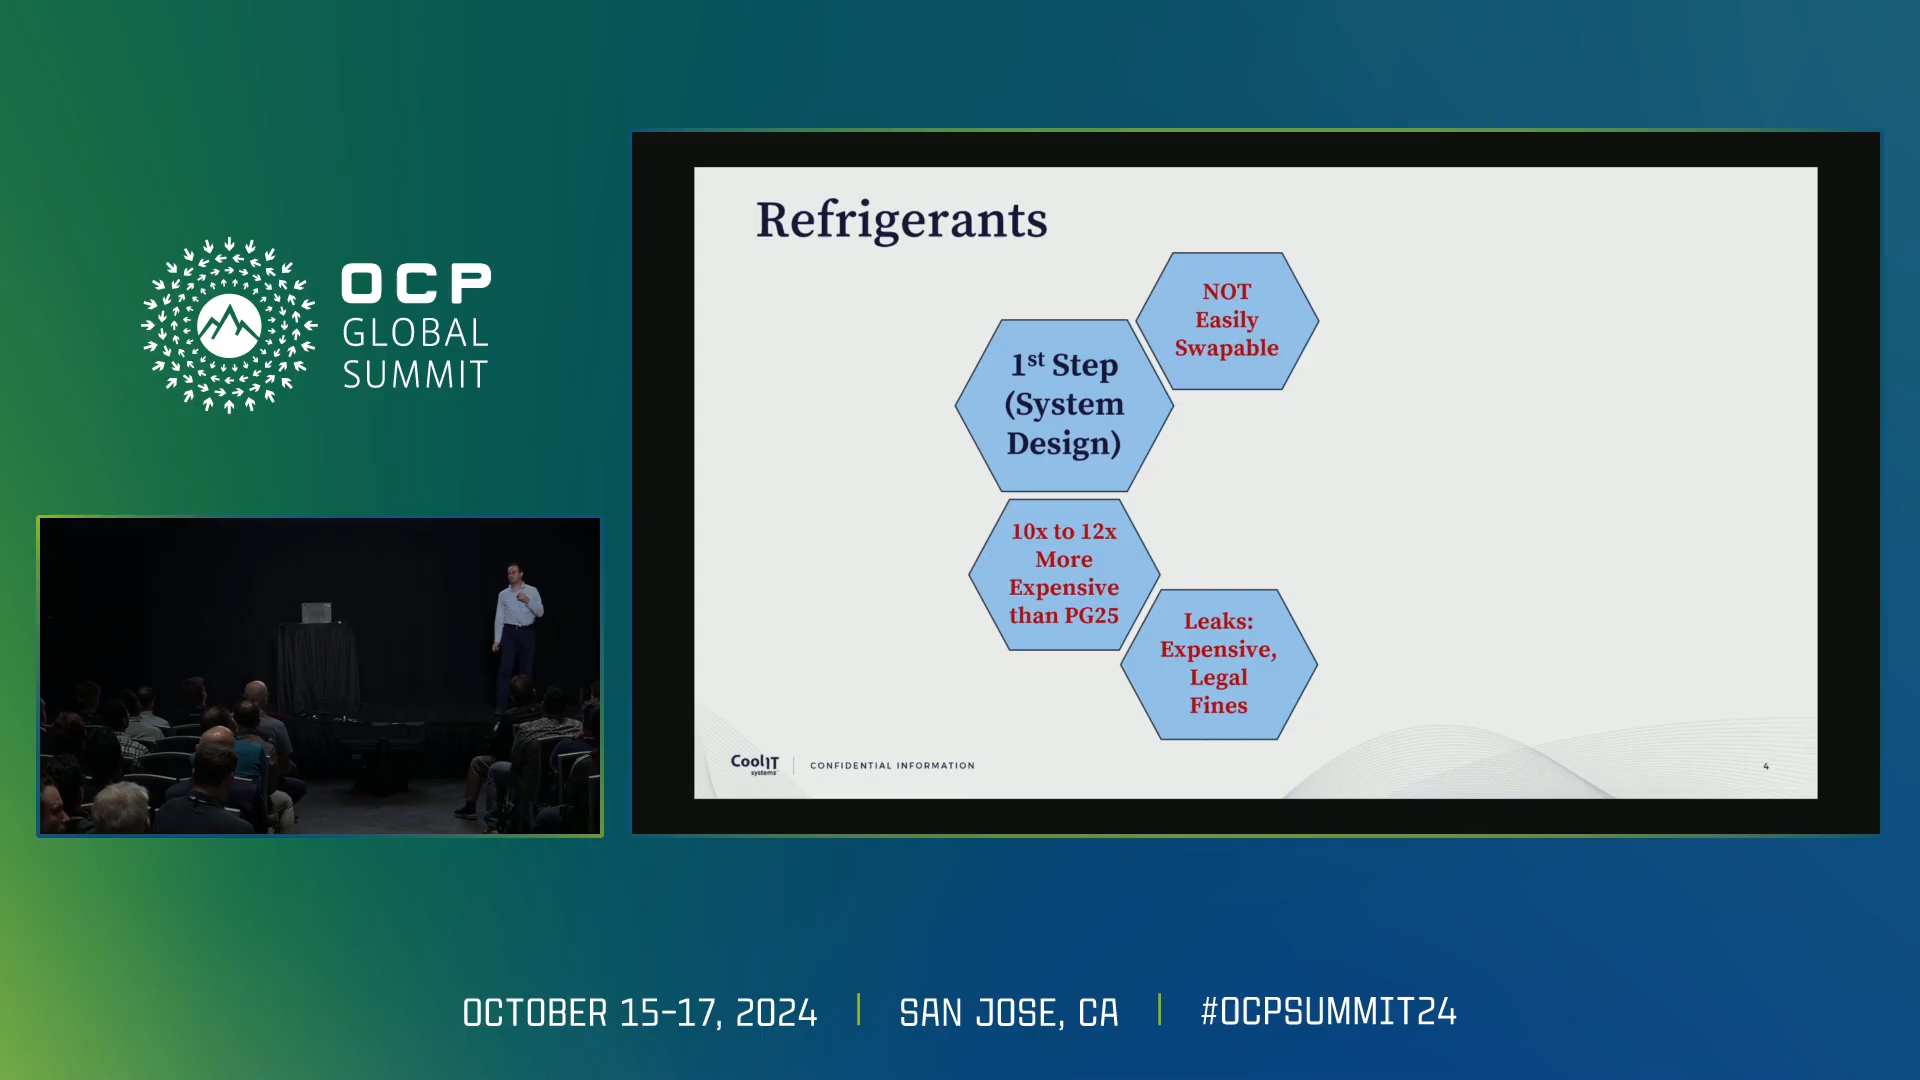 OCP
GLOBAL
SUMMIT
Refrigerants
NOT
Easily
Swapable
1st Step
(System
Design)
10x to 12x
More
Expensive
than PG25
Leaks:
Expensive,
Legal
Fines
CoolIT
systems
CONFIDENTIAL INFORMATION
4
OCTOBER 15-17, 2024
SAN JOSE, CA
#OCPSUMMIT24